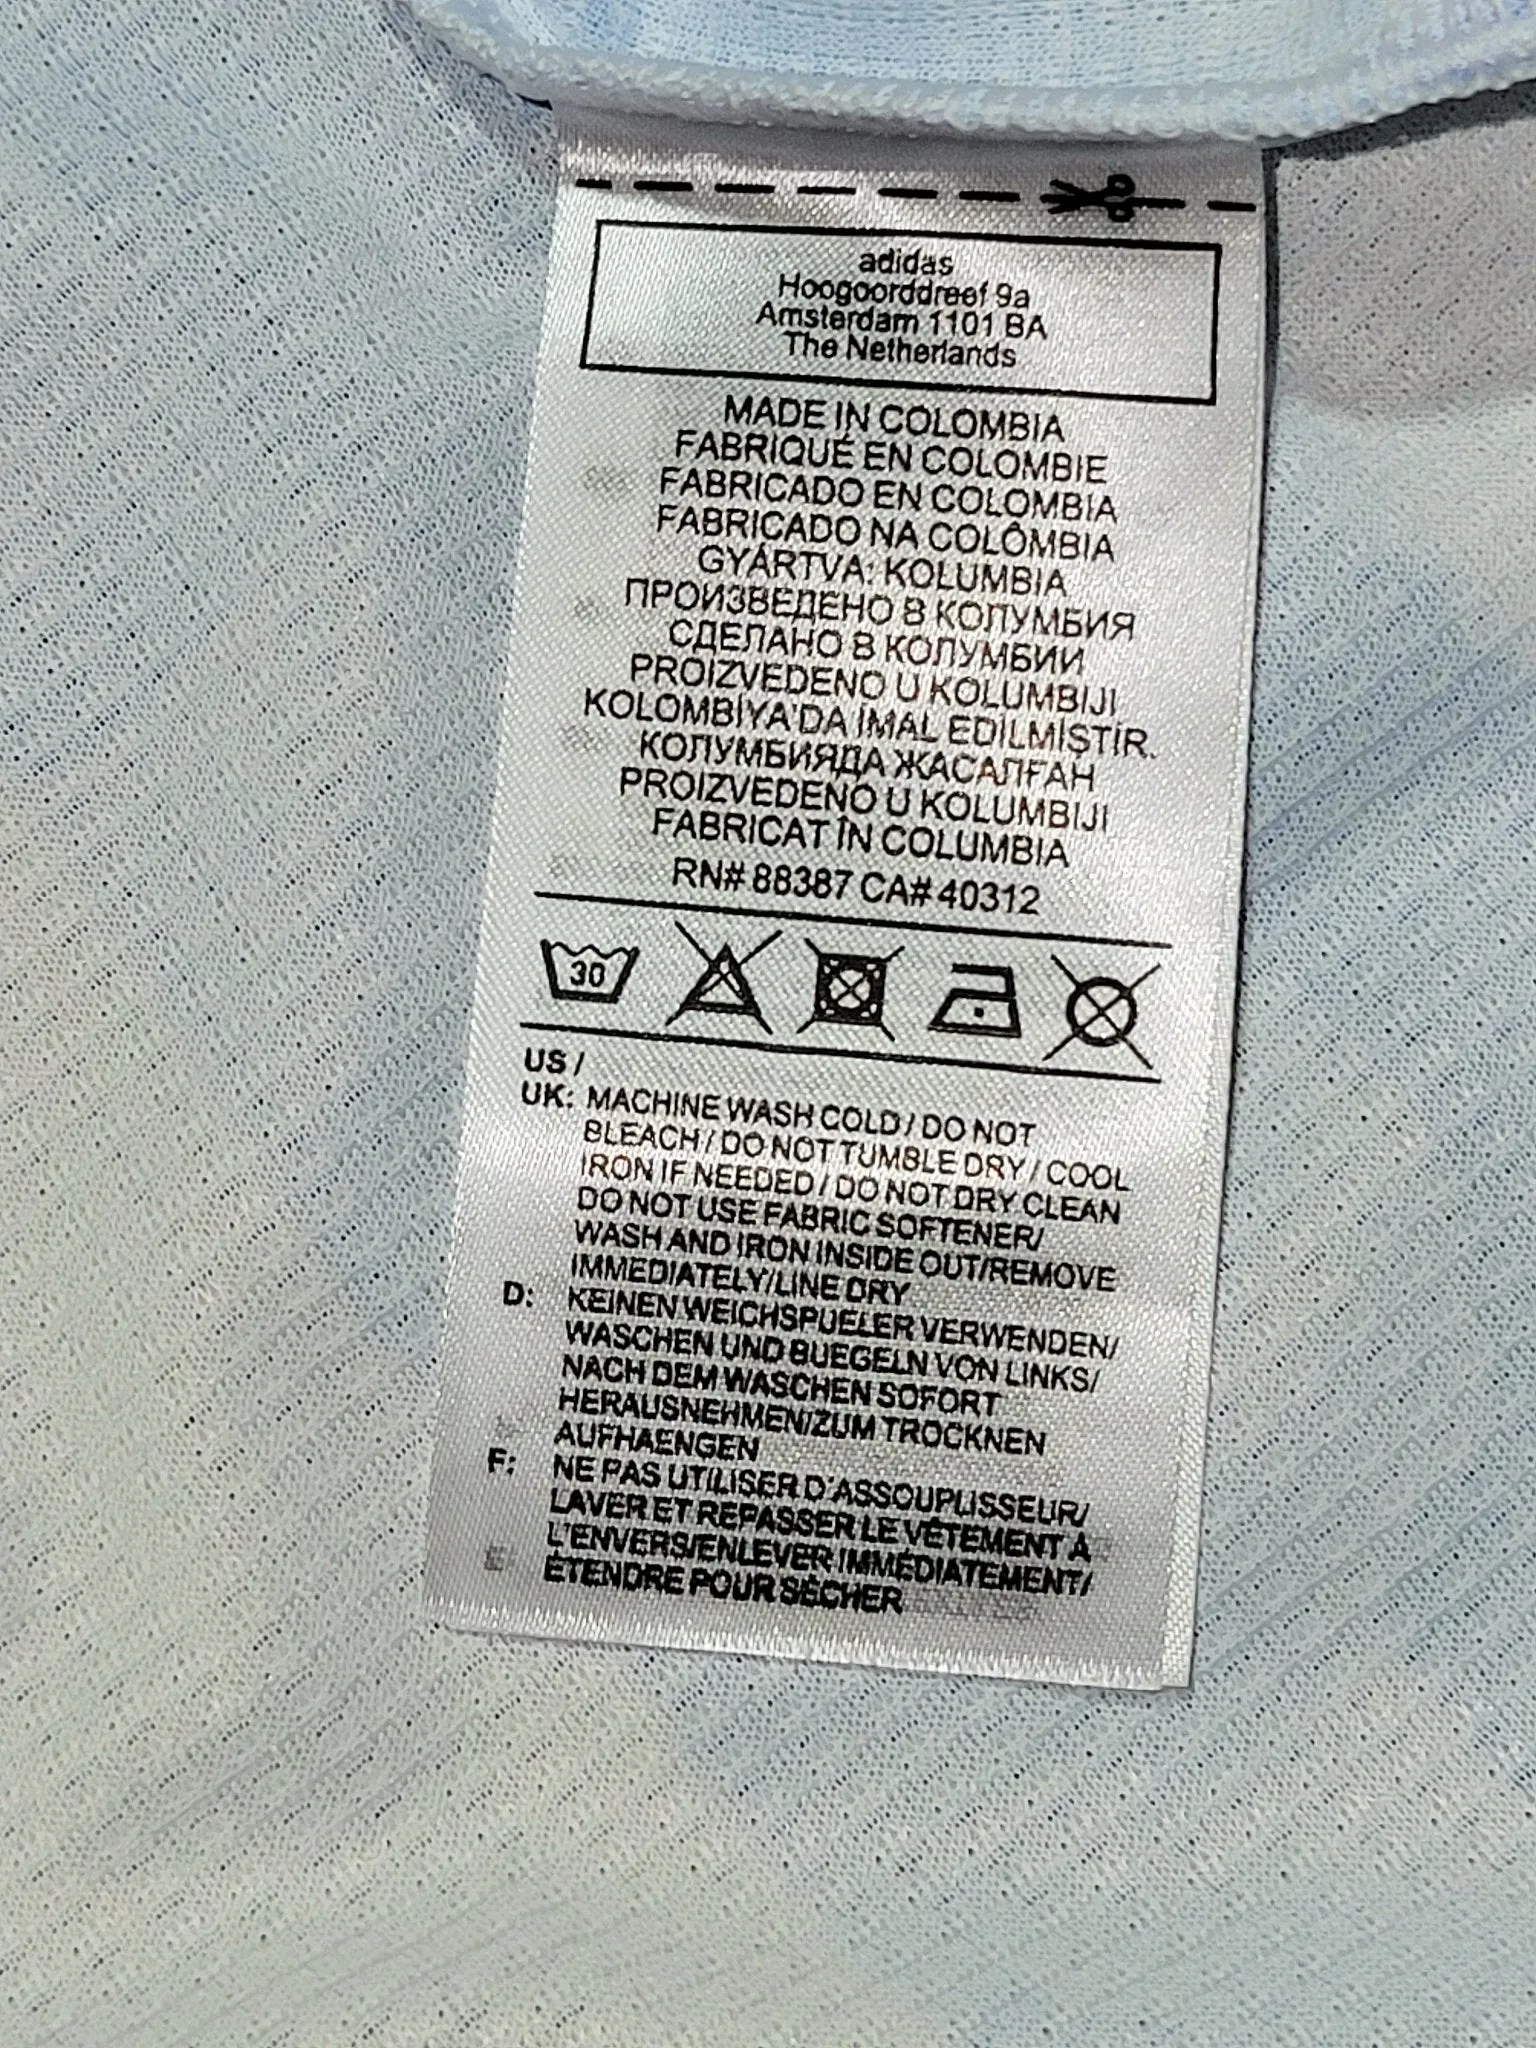 adidas
Hoogoorddreef 9a
Amsterdam 1101 BA
The Netherlands
MADE IN COLOMBIA
FABRIQUÉ EN COLOMBIE
FABRICADO EN COLOMBIA
FABRICADO NA COLÔMBIA
GYÁRTVA: KOLUMBIA
ПРОИЗВЕДЕНО В КОЛУМБИЯ
СДЕЛАНО В КОЛУМБИИ
PROIZVEDENO U KOLUMBIJI
KOLOMBİYA'DA İMAL EDİLMİŞTİR.
КОЛУМБИЯДА ЖАСАЛҒАН
PROIZVEDENO U KOLUMBIJI
FABRICAT ÎN COLUMBIA
RN# 88387 CA# 40312
30
US /
UK: MACHINE WASH COLD / DO NOT
BLEACH / DO NOT TUMBLE DRY / COOL
IRON IF NEEDED / DO NOT DRY CLEAN
DO NOT USE FABRIC SOFTENER/
WASH AND IRON INSIDE OUT/REMOVE
IMMEDIATELY/LINE DRY
D: KEINEN WEICHSPUELER VERWENDEN/
WASCHEN UND BUEGELN VON LINKS/
NACH DEM WASCHEN SOFORT
HERAUSNEHMEN/ZUM TROCKNEN
AUFHAENGEN
F: NE PAS UTILISER D'ASSOUPLISSEUR/
LAVER ET REPASSER LE VÊTEMENT À
L'ENVERS/ENLEVER IMMÉDIATEMENT/
ÉTENDRE POUR SÉCHER